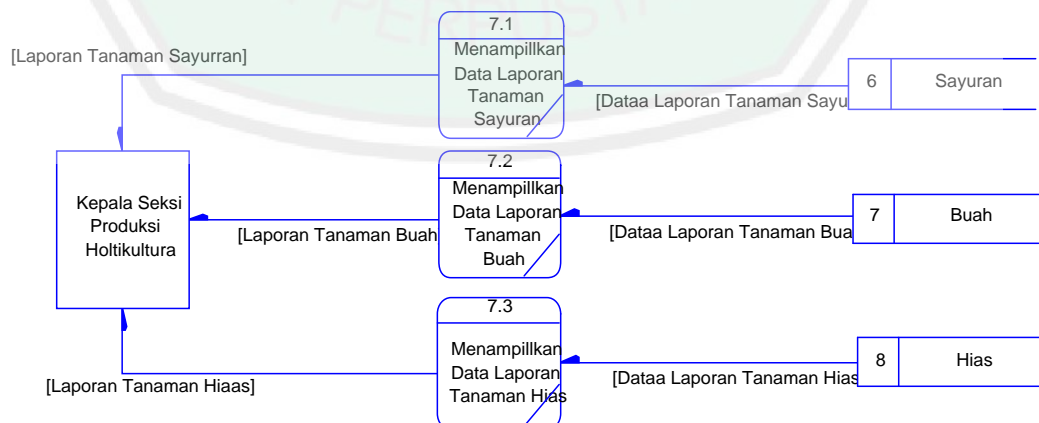 PERPUS
7.1
Menampillkan
Data Laporan
Tanaman
Sayuran
[Laporan Tanaman Sayurran]
[Dataa Laporan Tanaman Sayu
6
Sayuran
Kepala Seksi
Produksi
Holtikultura
7.2
Menampillkan
Data Laporan
Tanaman
Buah
[Laporan Tanaman Buah
[Dataa Laporan Tanaman Bua
7
Buah
7.3
Menampillkan
Data Laporan
Tanaman Hias
[Laporan Tanaman Hiaas]
[Dataa Laporan Tanaman Hias
8
Hias